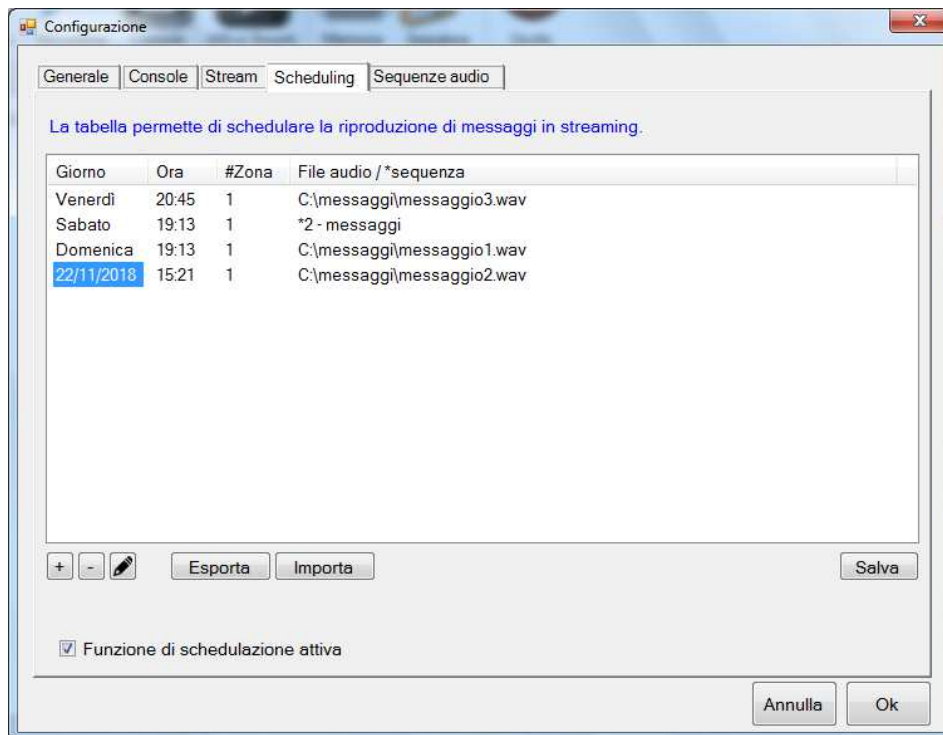 Configurazione
Generale Console Stream Scheduling Sequenze audio
La tabella permette di schedulare la riproduzione di messaggi in streaming.
Giorno Ora #Zona File audio / *sequenza
Venerdì 20:45 1 C:\messaggi\messaggio3.wav
Sabato 19:13 1 *2 - messaggi
Domenica 19:13 1 C:\messaggi\messaggio1.wav
22/11/2018 15:21 1 C:\messaggi\messaggio2.wav
+ - Esporta Importa Salva
Funzione di schedulazione attiva
Annulla Ok